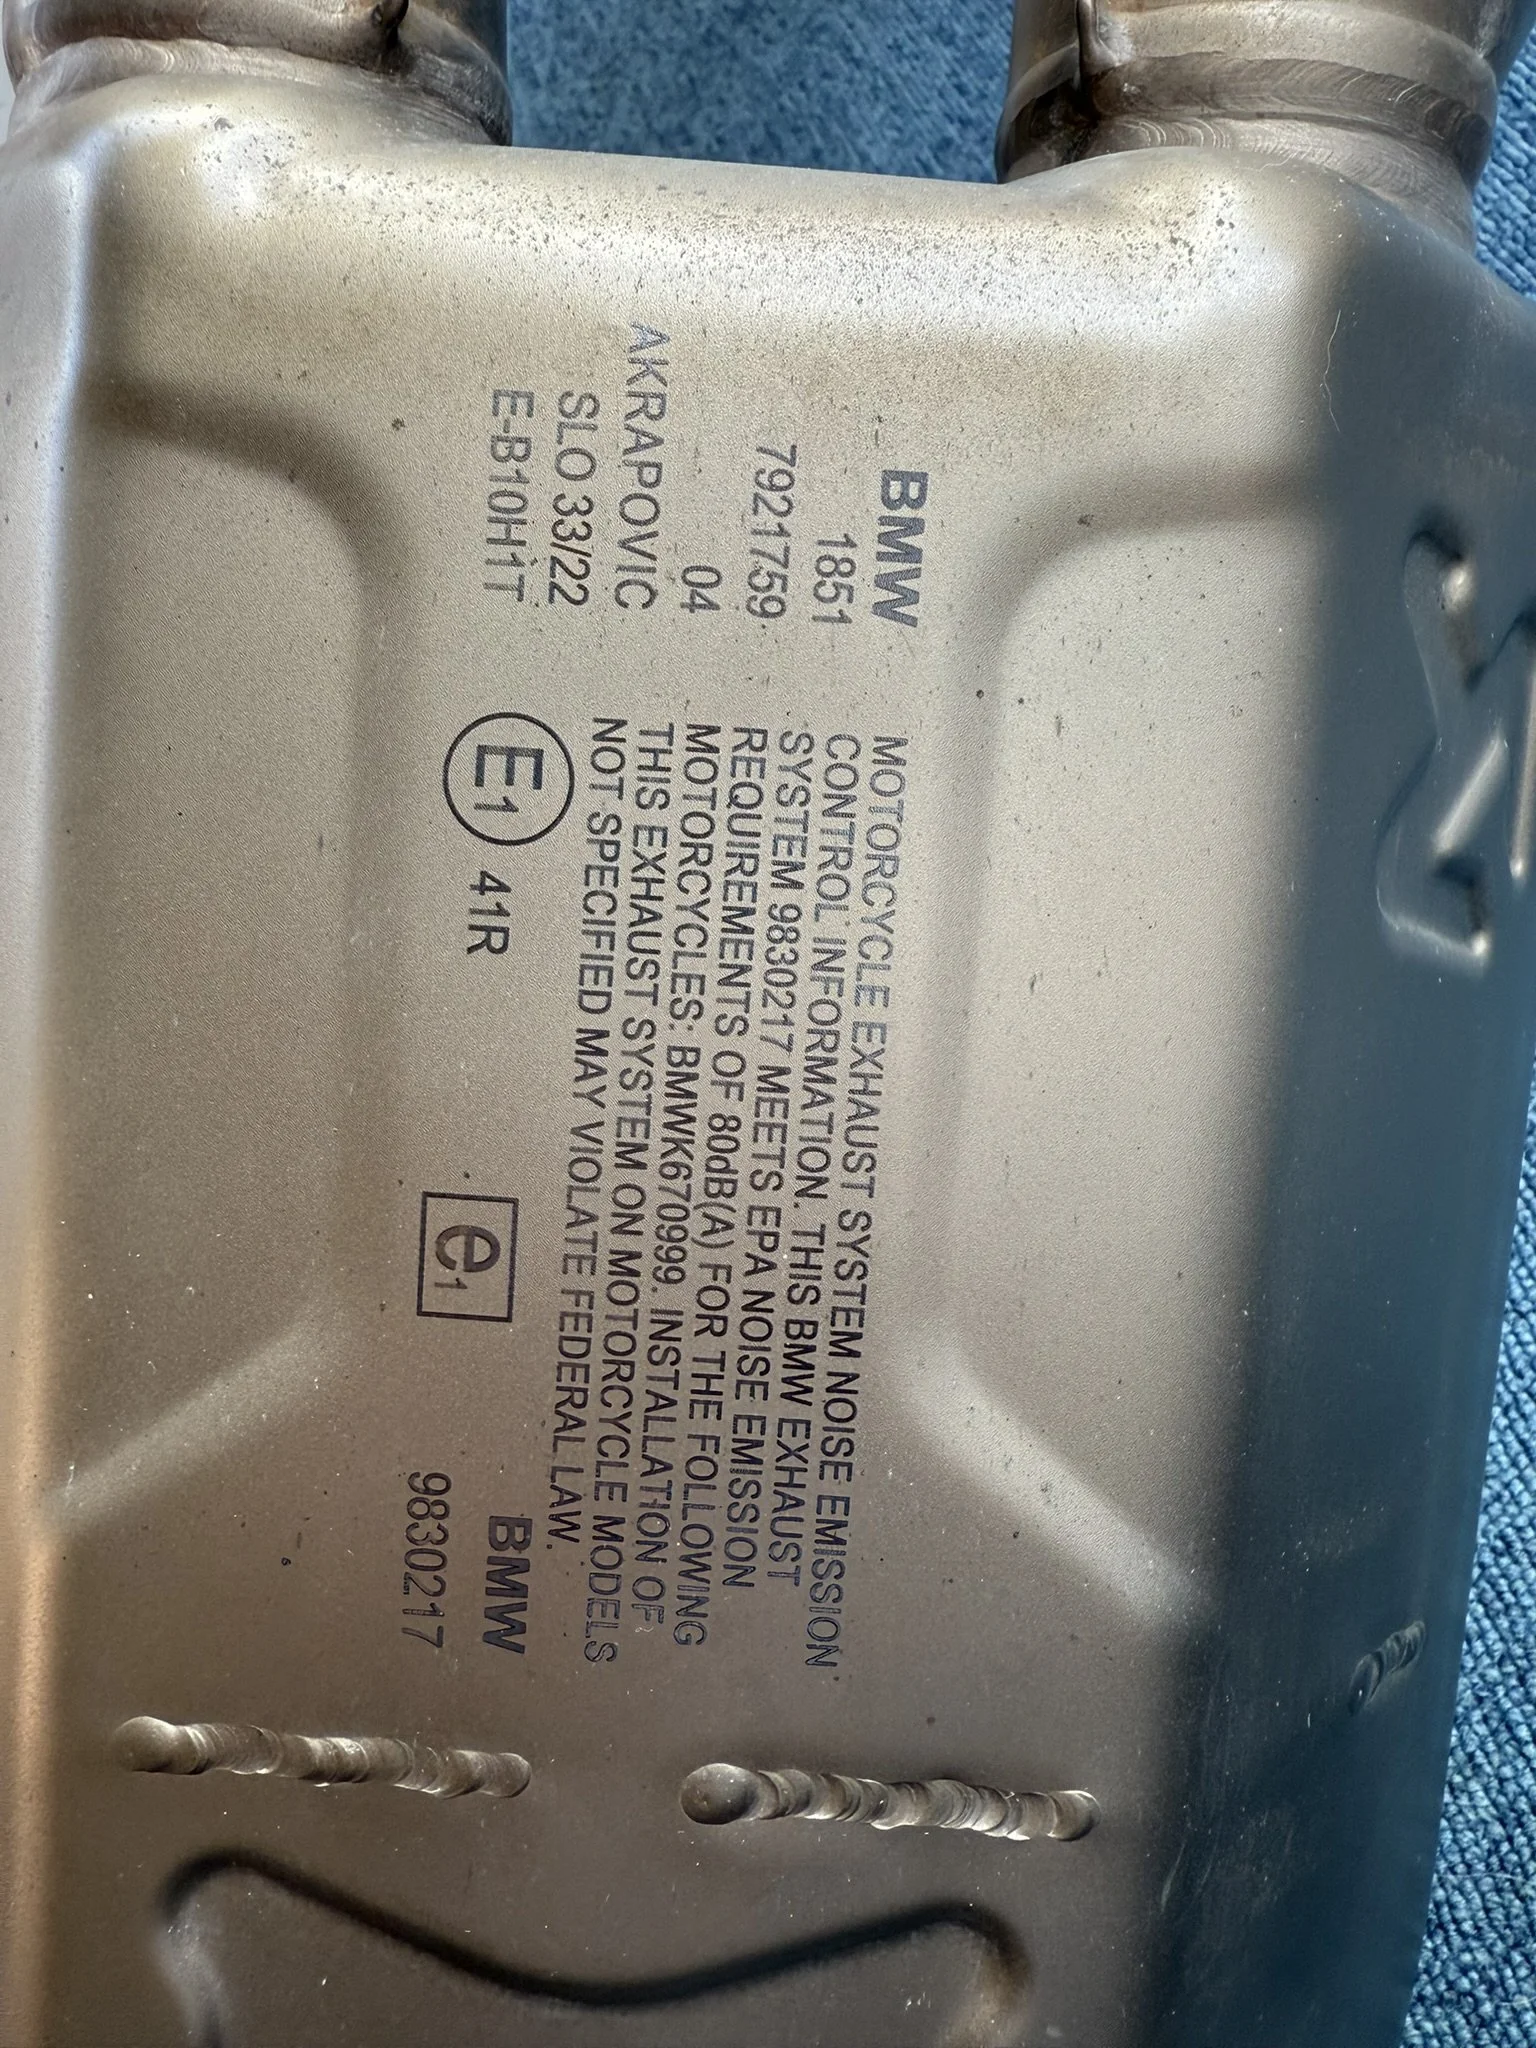 BMW
1851
7921759
04
AKRAPOVIC
SLO 33/22
E-B10H1T
MOTORCYCLE EXHAUST SYSTEM NOISE EMISSION
CONTROL INFORMATION. THIS BMW EXHAUST
SYSTEM 9830217 MEETS EPA NOISE EMISSION
REQUIREMENTS OF 80dB(A) FOR THE FOLLOWING
MOTORCYCLES: BMWK670999. INSTALLATION OF
THIS EXHAUST SYSTEM ON MOTORCYCLE MODELS
NOT SPECIFIED MAY VIOLATE FEDERAL LAW.
E1 41R
e1
BMW
9830217